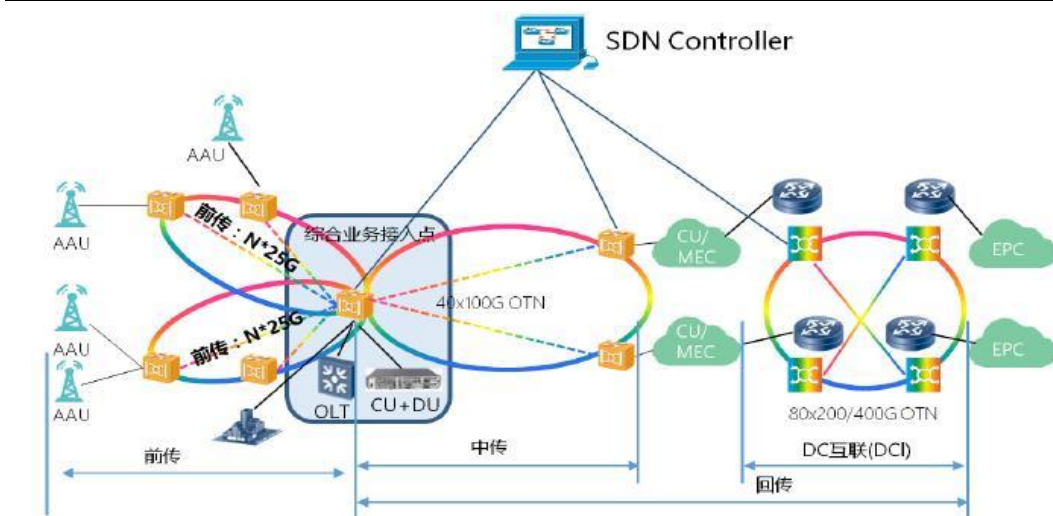 SDN Controller
AAU
AAU
前传：N*25G
综合业务接入点
CU/
MEC
EPC
40x100G OTN
AAU
前传：N*25G
CU/
MEC
EPC
AAU
OLT
CU+DU
80x200/400G OTN
前传
中传
DC互联(DCI)
回传